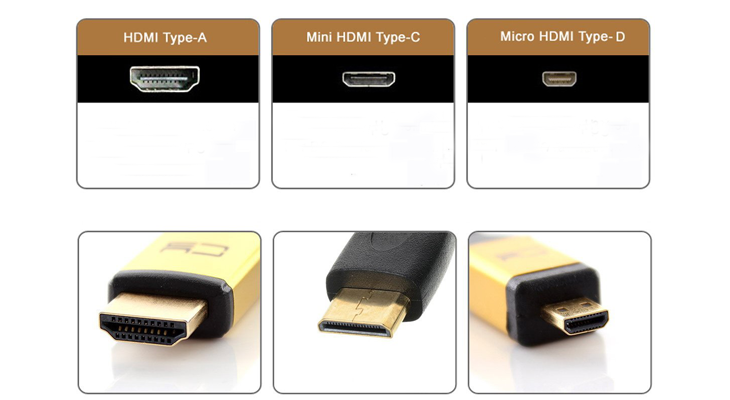 HDMI Type-A
Mini HDMI Type-C
Micro HDMI Type-D